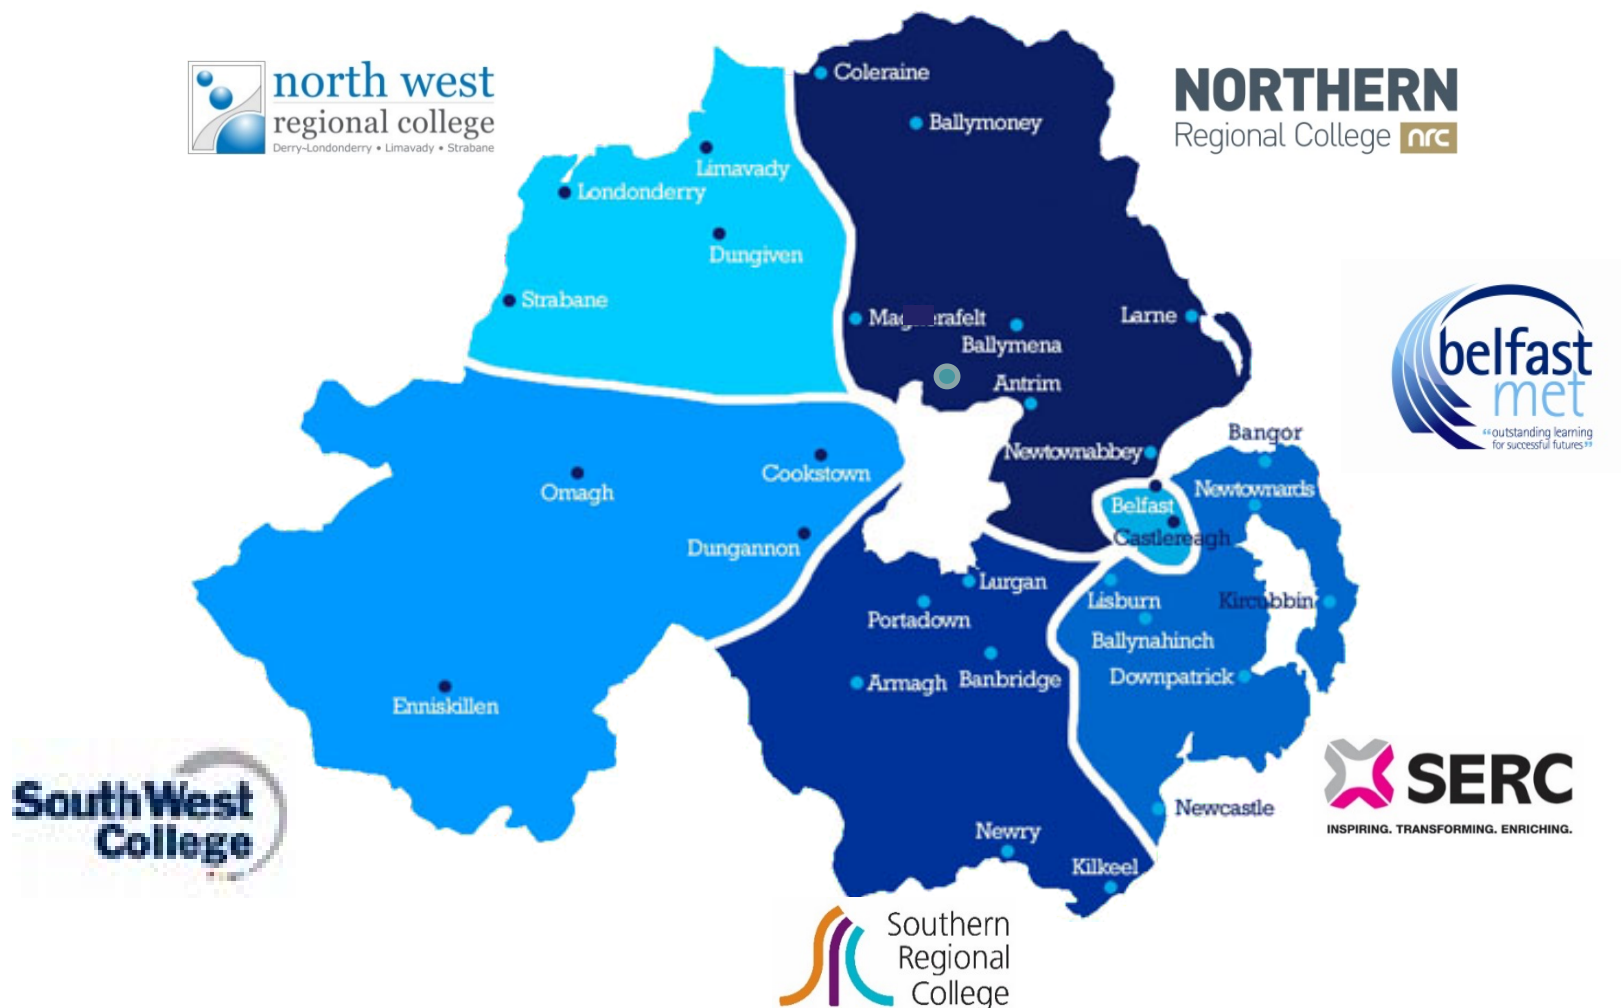 north west
regional college
Derry-Londonderry • Limavady • Strabane
NORTHERN
Regional College nrc
Coleraine
Ballymoney
Limavady
Londonderry
Dungiven
Strabane
Larne
Ballymena
Antrim
belfast
met
“outstanding learning
for successful futures”
Bangor
Newtownabbey
Cookstown
Omagh
Newtownards
Belfast
Castlereagh
Dungannon
Lurgan
Lisburn
Kircubbin
Portadown
Ballynahinch
Armagh
Banbridge
Downpatrick
Enniskillen
SouthWest
College
SERC
INSPIRING. TRANSFORMING. ENRICHING.
Newcastle
Newry
Kilkeel
Southern
Regional
College